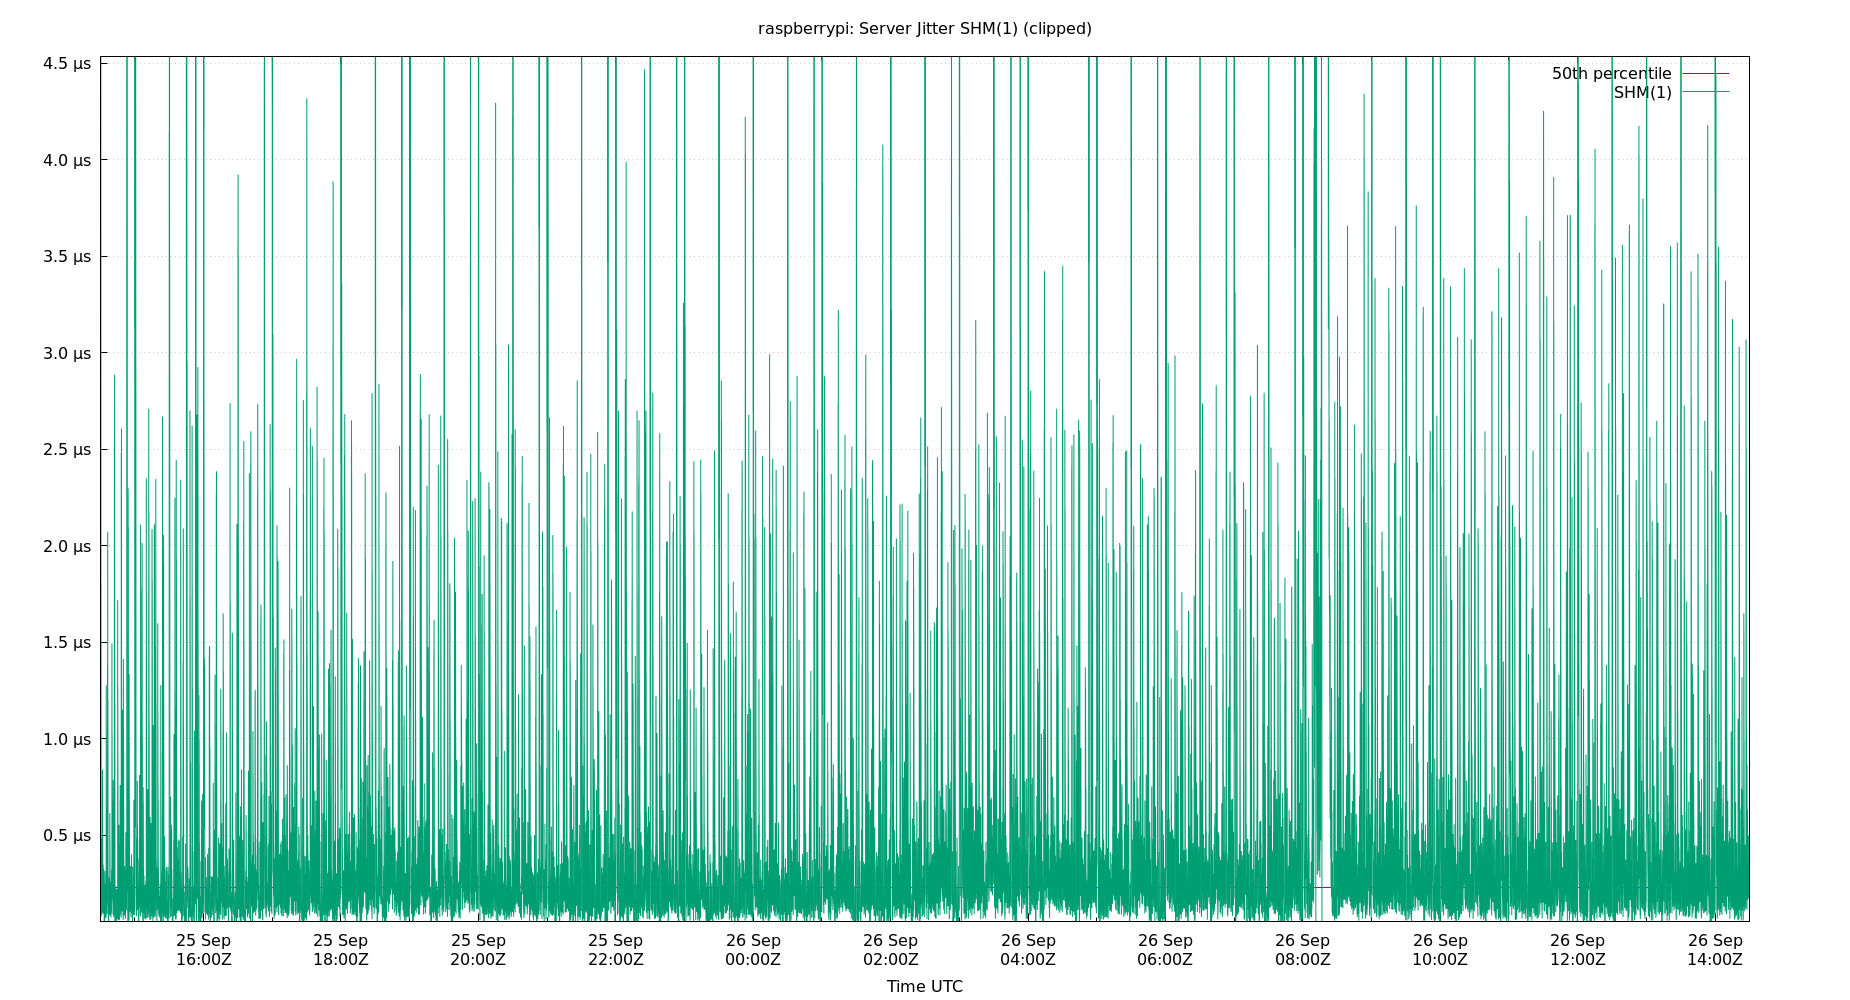 raspberrypi: Server Jitter SHM(1) (clipped)
4.5 µs
4.0 µs
3.5 µs
3.0 µs
2.5 µs
2.0 µs
1.5 µs
1.0 µs
0.5 µs
50th percentile
SHM(1)
25 Sep 25 Sep 25 Sep 25 Sep 26 Sep 26 Sep 26 Sep 26 Sep 26 Sep 26 Sep 26 Sep 26 Sep
16:00Z 18:00Z 20:00Z 22:00Z 00:00Z 02:00Z 04:00Z 06:00Z 08:00Z 10:00Z 12:00Z 14:00Z
Time UTC